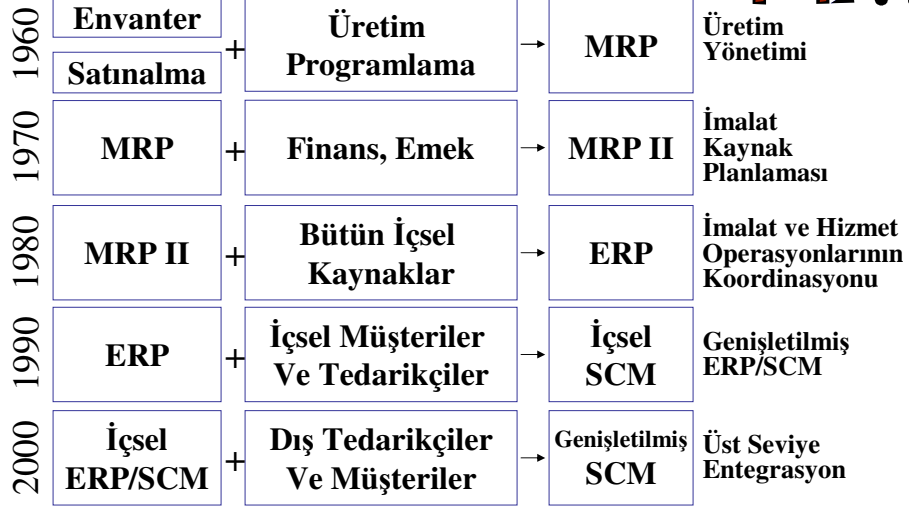 1960
Envanter
Satınalma
+
Üretim
Programlama
→
MRP
Üretim
Yönetimi
1970
MRP
+
Finans, Emek
→
MRP II
İmalat
Kaynak
Planlaması
1980
MRP II
+
Bütün İçsel
Kaynaklar
→
ERP
İmalat ve Hizmet
Operasyonlarının
Koordinasyonu
1990
ERP
+
İçsel Müşteriler
Ve Tedarikçiler
→
İçsel
SCM
Genişletilmiş
ERP/SCM
2000
İçsel
ERP/SCM
+
Dış Tedarikçiler
Ve Müşteriler
→
Genişletilmiş
SCM
Üst Seviye
Entegrasyon